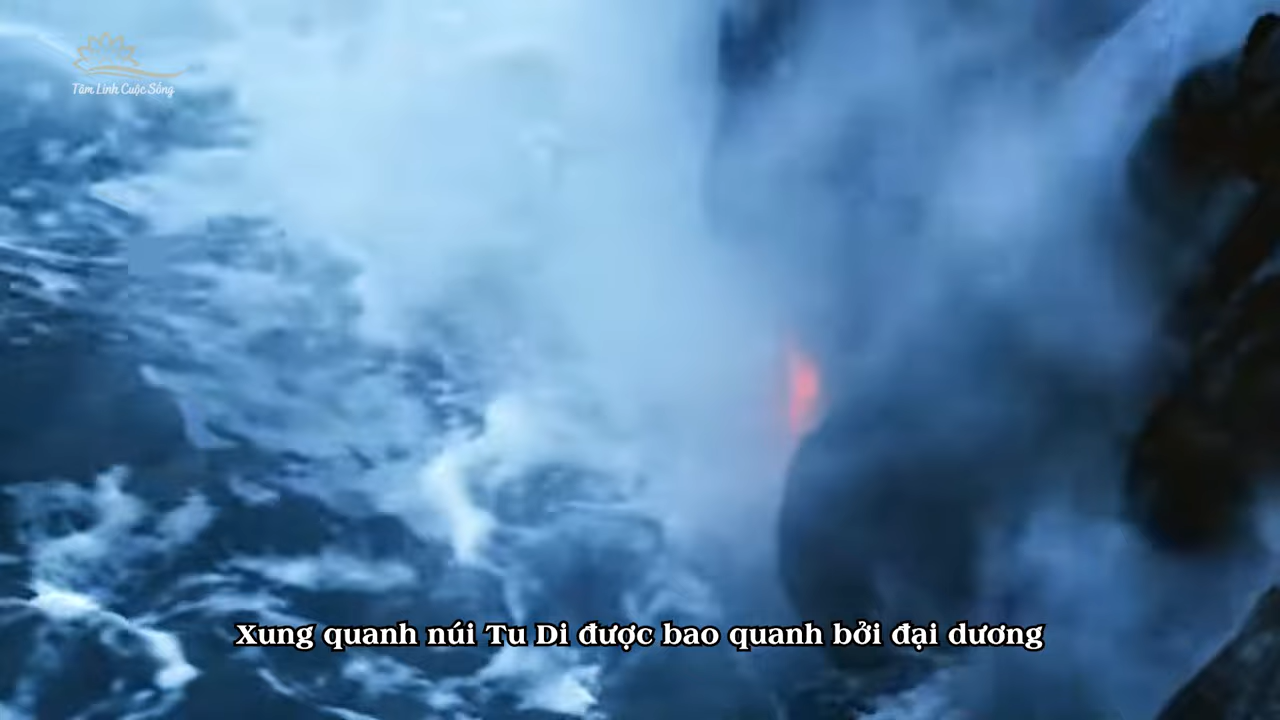 Tâm Linh Cuộc Sống
Xung quanh núi Tu Di được bao quanh bởi đại dương